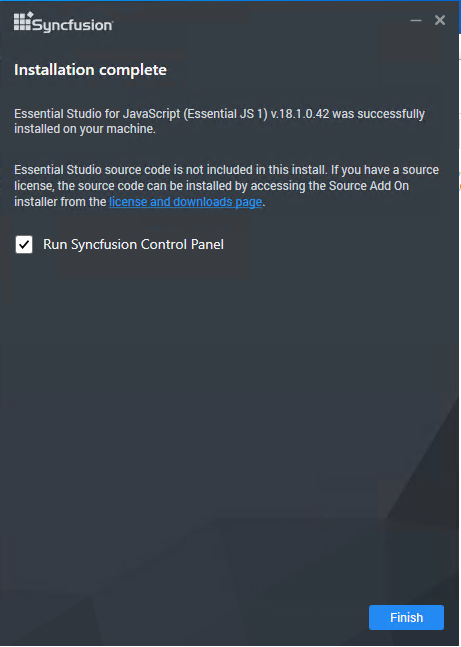 Syncfusion
Installation complete
Essential Studio for JavaScript (Essential JS 1) v.18.1.0.42 was successfully
installed on your machine.
Essential Studio source code is not included in this install. If you have a source
license, the source code can be installed by accessing the Source Add On
installer from the license and downloads page.
Run Syncfusion Control Panel
Finish